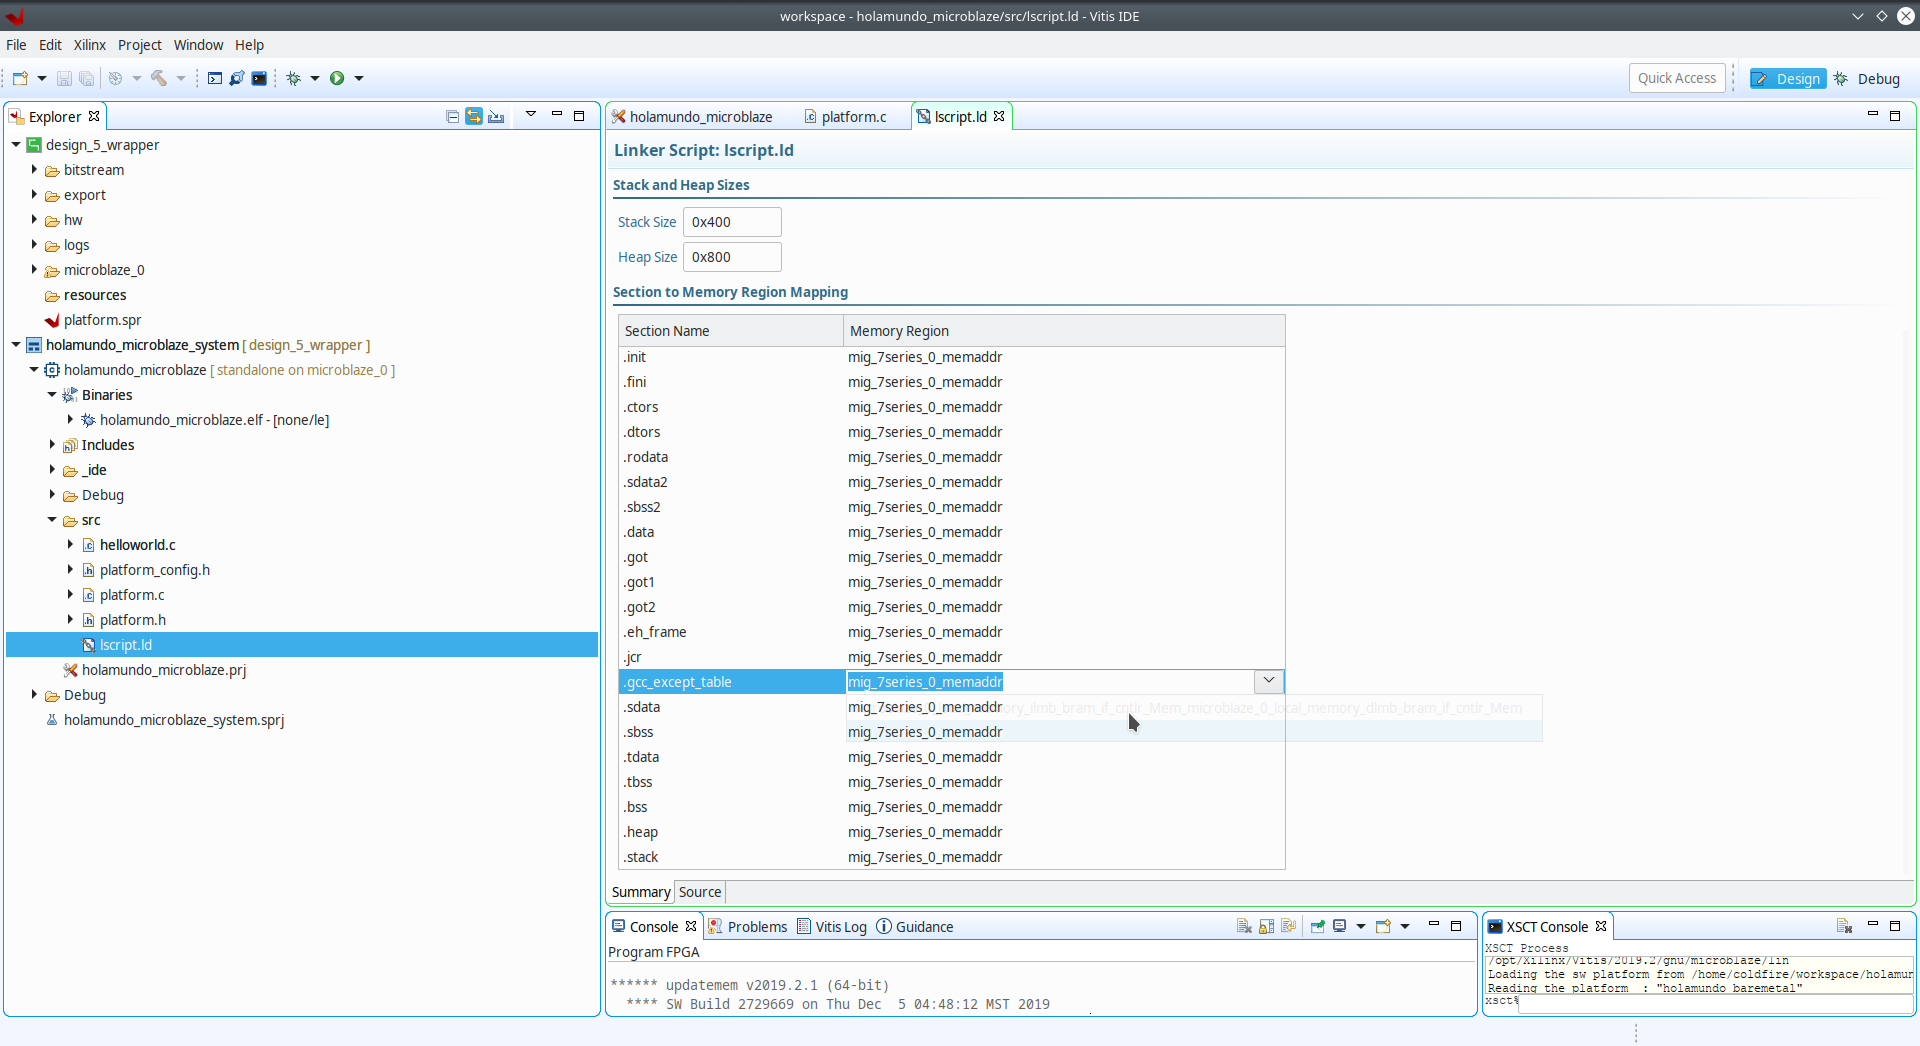 workspace - holamundo_microblaze/src/lscript.ld - Vitis IDE
File Edit Xilinx Project Window Help
Quick Access Design Debug
Explorer
design_5_wrapper
bitstream
export
hw
logs
microblaze_0
resources
platform.spr
holamundo_microblaze_system [ design_5_wrapper ]
holamundo_microblaze [ standalone on microblaze_0 ]
Binaries
holamundo_microblaze.elf - [none/le]
Includes
_ide
Debug
src
helloworld.c
platform_config.h
platform.c
platform.h
lscript.ld
holamundo_microblaze.prj
Debug
holamundo_microblaze_system.sprj
holamundo_microblaze platform.c lscript.ld
Linker Script: lscript.ld
Stack and Heap Sizes
Stack Size 0x400
Heap Size 0x800
Section to Memory Region Mapping
Section Name Memory Region
.init mig_7series_0_memaddr
.fini mig_7series_0_memaddr
.ctors mig_7series_0_memaddr
.dtors mig_7series_0_memaddr
.rodata mig_7series_0_memaddr
.sdata2 mig_7series_0_memaddr
.sbss2 mig_7series_0_memaddr
.data mig_7series_0_memaddr
.got mig_7series_0_memaddr
.got1 mig_7series_0_memaddr
.got2 mig_7series_0_memaddr
.eh_frame mig_7series_0_memaddr
.jcr mig_7series_0_memaddr
.gcc_except_table mig_7series_0_memaddr
.sdata mig_7series_0_memaddr
.sbss mig_7series_0_memaddr
.tdata mig_7series_0_memaddr
.tbss mig_7series_0_memaddr
.bss mig_7series_0_memaddr
.heap mig_7series_0_memaddr
.stack mig_7series_0_memaddr
Summary Source
Console Problems Vitis Log Guidance
Program FPGA
****** updatemem v2019.2.1 (64-bit)
**** SW Build 2729669 on Thu Dec 5 04:48:12 MST 2019
XSCT Console
XSCT Process
/opt/Xilinx/Vitis/2019.2/gnu/microblaze/lin
Loading the sw platform from /home/coldfire/workspace/holamun
Reading the platform : "holamundo_baremetal"
xsct%